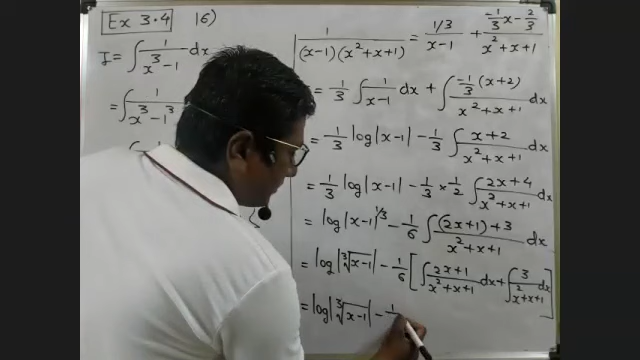 Ex 3.4 16)
I = ∫ 1/(x³-1) dx
= ∫ 1/(x³-1³)
1/((x-1)(x²+x+1)) = (1/3)/(x-1) + (-1/3 x - 2/3)/(x²+x+1)
= 1/3 ∫ 1/(x-1) dx + ∫ (-1/3 (x+2))/(x²+x+1) dx
= 1/3 log|x-1| - 1/3 ∫ (x+2)/(x²+x+1) dx
= 1/3 log|x-1| - 1/3 × 1/2 ∫ (2x+4)/(x²+x+1) dx
= log|x-1|^(1/3) - 1/6 ∫ ((2x+1)+3)/(x²+x+1) dx
= log|∛(x-1)| - 1/6 [∫ (2x+1)/(x²+x+1) dx + ∫ 3/(x²+x+1) dx]
= log|∛(x-1)| - 1/